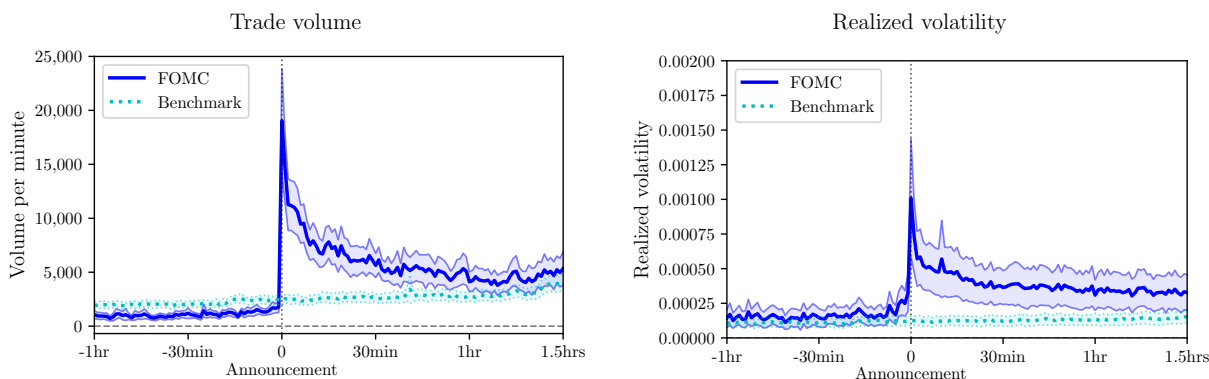 Trade volume
25,000
20,000
15,000
10,000
5,000
0
Volume per minute
FOMC
Benchmark
-1hr
-30min
0
30min
1hr
1.5hrs
Announcement
Realized volatility
0.00200
0.00175
0.00150
0.00125
0.00100
0.00075
0.00050
0.00025
0.00000
Realized volatility
FOMC
Benchmark
-1hr
-30min
0
30min
1hr
1.5hrs
Announcement